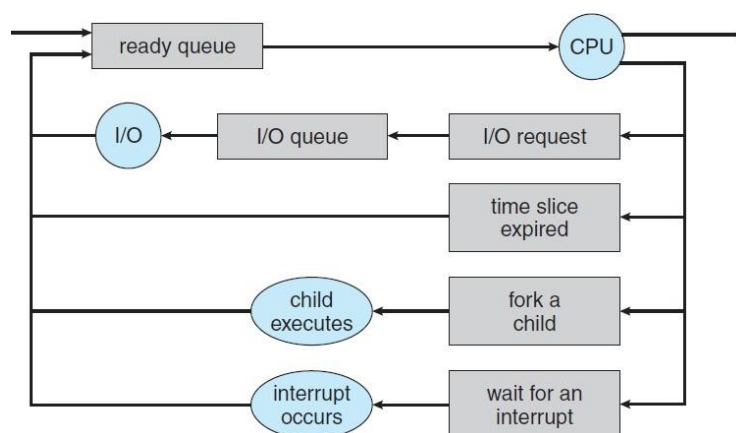 ready queue
CPU
I/O
I/O queue
I/O request
time slice
expired
child
executes
fork a
child
interrupt
occurs
wait for an
interrupt